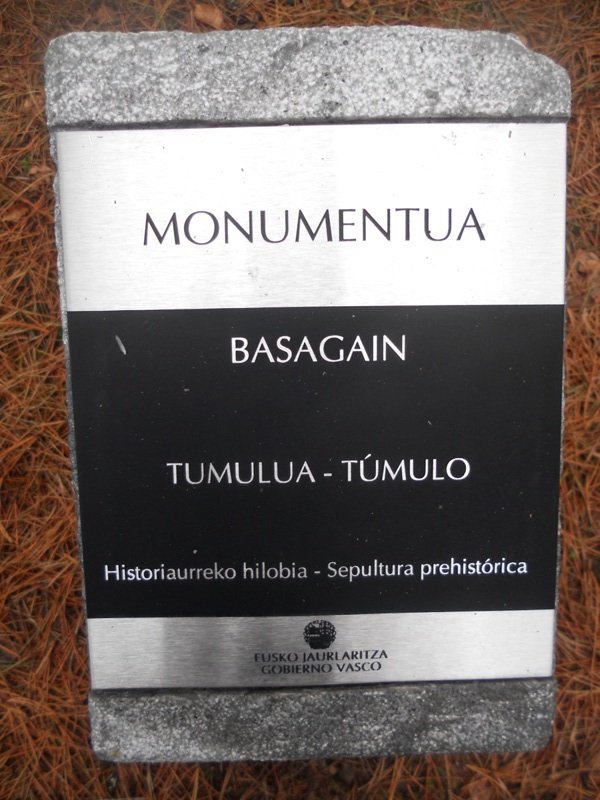 MONUMENTUA
BASAGAIN
TUMULUA - TÚMULO
Historiaurreko hilobia - Sepultura prehistórica
EUSKO JAURLARITZA
GOBIERNO VASCO